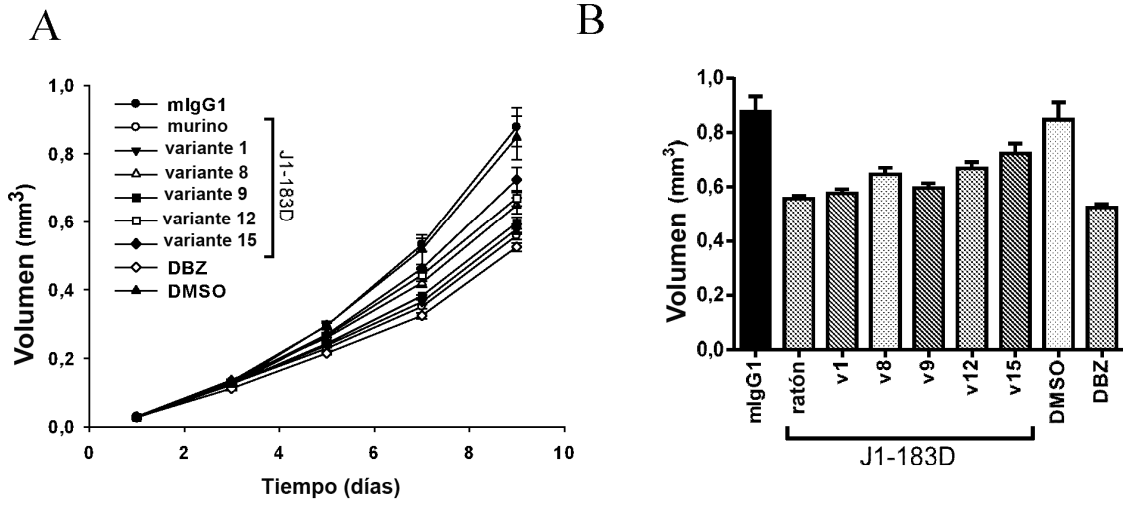 A
Volumen (mm3)
1,0
0,8
0,6
0,4
0,2
0,0
0
2
4
6
8
10
Tiempo (días)
mIgG1
murino
variante 1
variante 8
variante 9
variante 12
variante 15
DBZ
DMSO
J1-183D
B
Volumen (mm3)
1,0
0,8
0,6
0,4
0,2
0,0
mIgG1
ratón
v1
v8
v9
v12
v15
DMSO
DBZ
J1-183D